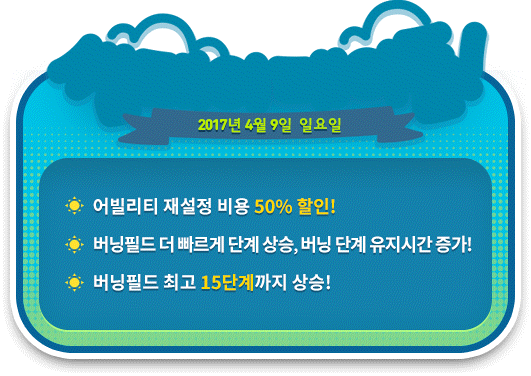 2017년 4월 9일 일요일
어빌리티 재설정 비용 50% 할인!
버닝필드 더 빠르게 단계 상승, 버닝 단계 유지시간 증가!
버닝필드 최고 15단계까지 상승!